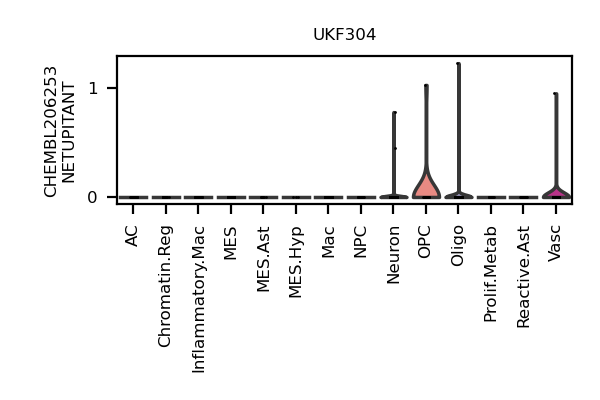 UKF304
CHEMBL206253
NETUPITANT
1
0
AC
Chromatin.Reg
Inflammatory.Mac
MES
MES.Ast
MES.Hyp
Mac
NPC
Neuron
OPC
Oligo
Prolif.Metab
Reactive.Ast
Vasc